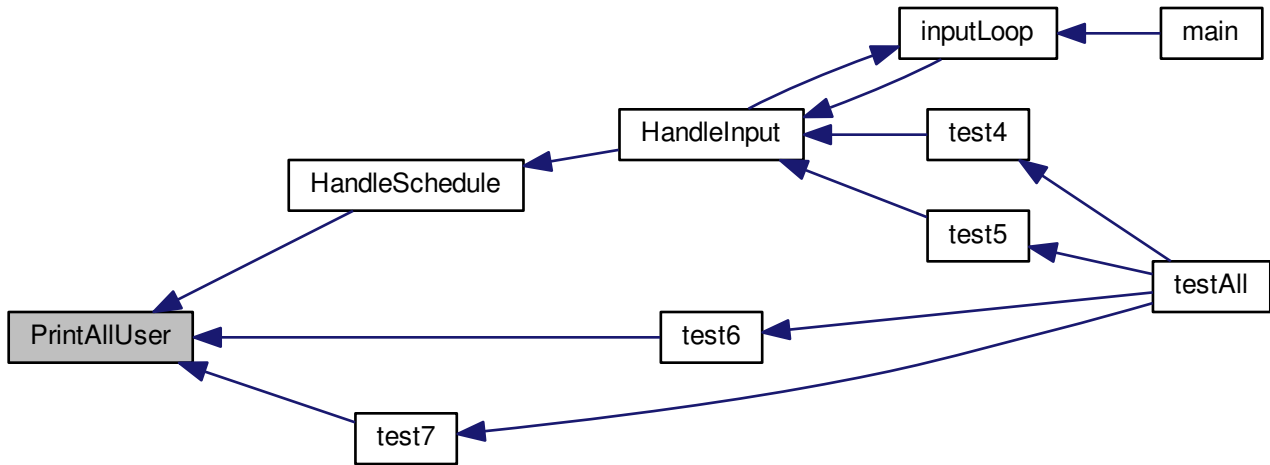 inputLoop
main
HandleInput
test4
HandleSchedule
test5
testAll
PrintAllUser
test6
test7